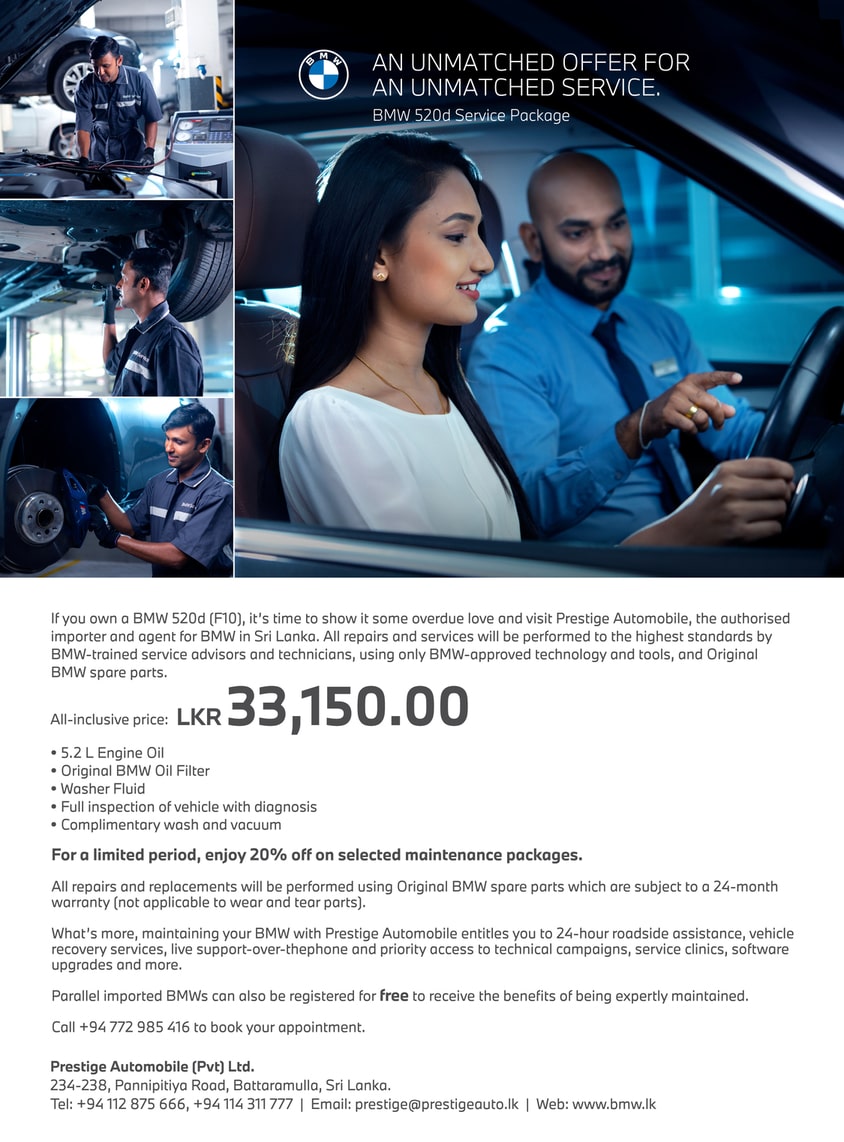 BMW
AN UNMATCHED OFFER FOR
AN UNMATCHED SERVICE.
BMW 520d Service Package
If you own a BMW 520d (F10), it's time to show it some overdue love and visit Prestige Automobile, the authorised
importer and agent for BMW in Sri Lanka. All repairs and services will be performed to the highest standards by
BMW-trained service advisors and technicians, using only BMW-approved technology and tools, and Original
BMW spare parts.
All-inclusive price: LKR 33,150.00
• 5.2 L Engine Oil
• Original BMW Oil Filter
• Washer Fluid
• Full inspection of vehicle with diagnosis
• Complimentary wash and vacuum
For a limited period, enjoy 20% off on selected maintenance packages.
All repairs and replacements will be performed using Original BMW spare parts which are subject to a 24-month
warranty (not applicable to wear and tear parts).
What's more, maintaining your BMW with Prestige Automobile entitles you to 24-hour roadside assistance, vehicle
recovery services, live support-over-thephone and priority access to technical campaigns, service clinics, software
upgrades and more.
Parallel imported BMWs can also be registered for free to receive the benefits of being expertly maintained.
Call +94 772 985 416 to book your appointment.
Prestige Automobile (Pvt) Ltd.
234-238, Pannipitiya Road, Battaramulla, Sri Lanka.
Tel: +94 112 875 666, +94 114 311 777 | Email: prestige@prestigeauto.lk | Web: www.bmw.lk